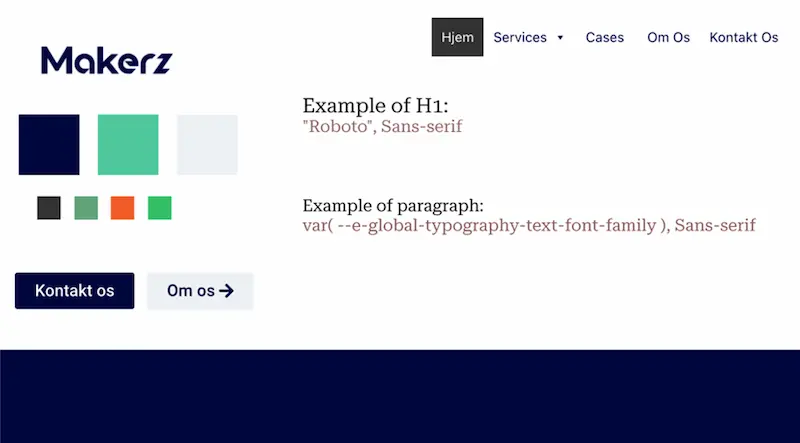 Hjem Services Cases Om Os Kontakt Os
Makerz
Example of H1:
"Roboto", Sans-serif
Example of paragraph:
var( --e-global-typography-text-font-family ), Sans-serif
Kontakt os
Om os